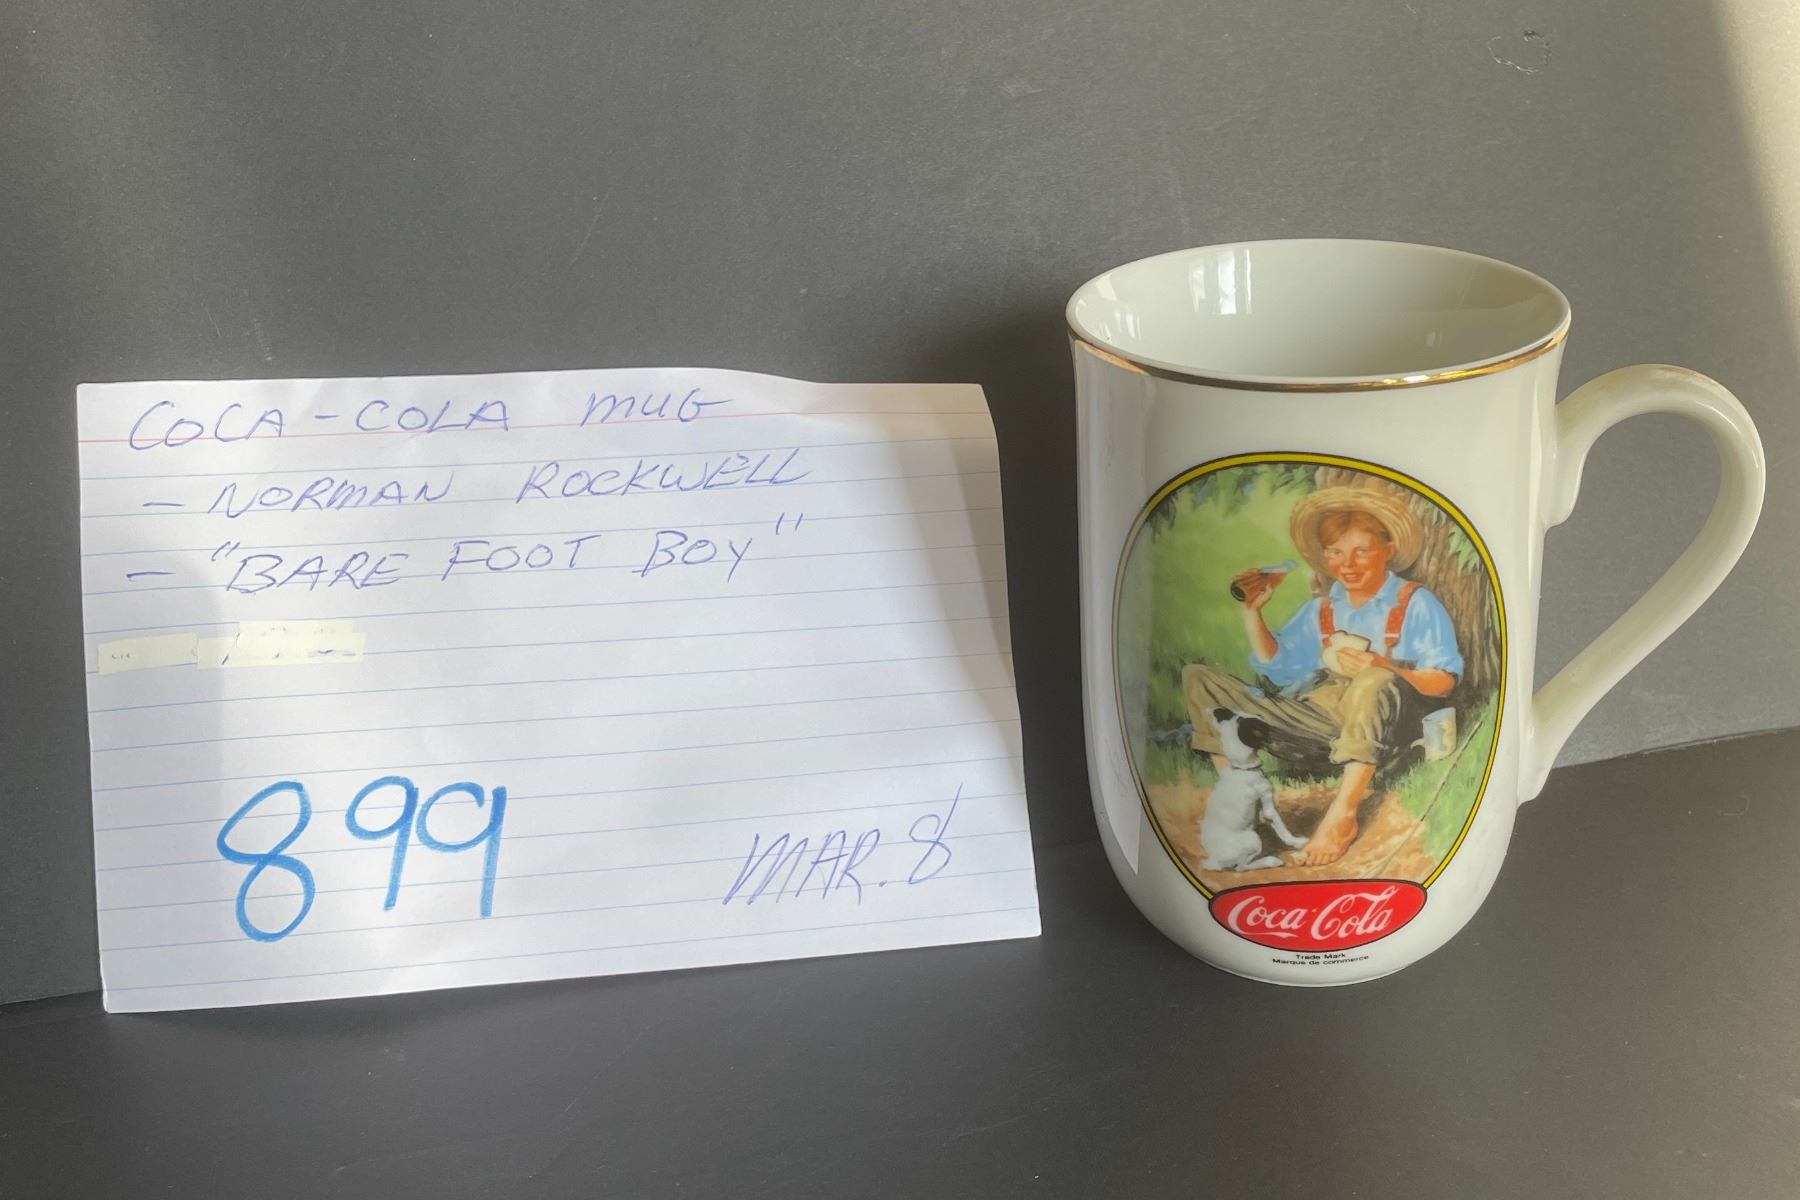 COCA-COLA MUG
- NORMAN ROCKWELL
- "BARE FOOT BOY"
899
MAR. 8
Coca-Cola
Trade Mark
Marque de commerce